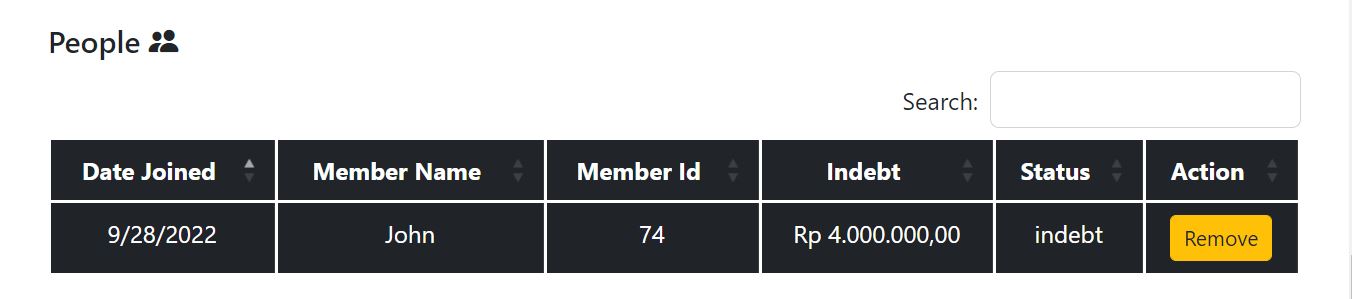 People
Search:
Date Joined Member Name Member Id Indebt Status Action
9/28/2022 John 74 Rp 4.000.000,00 indebt Remove